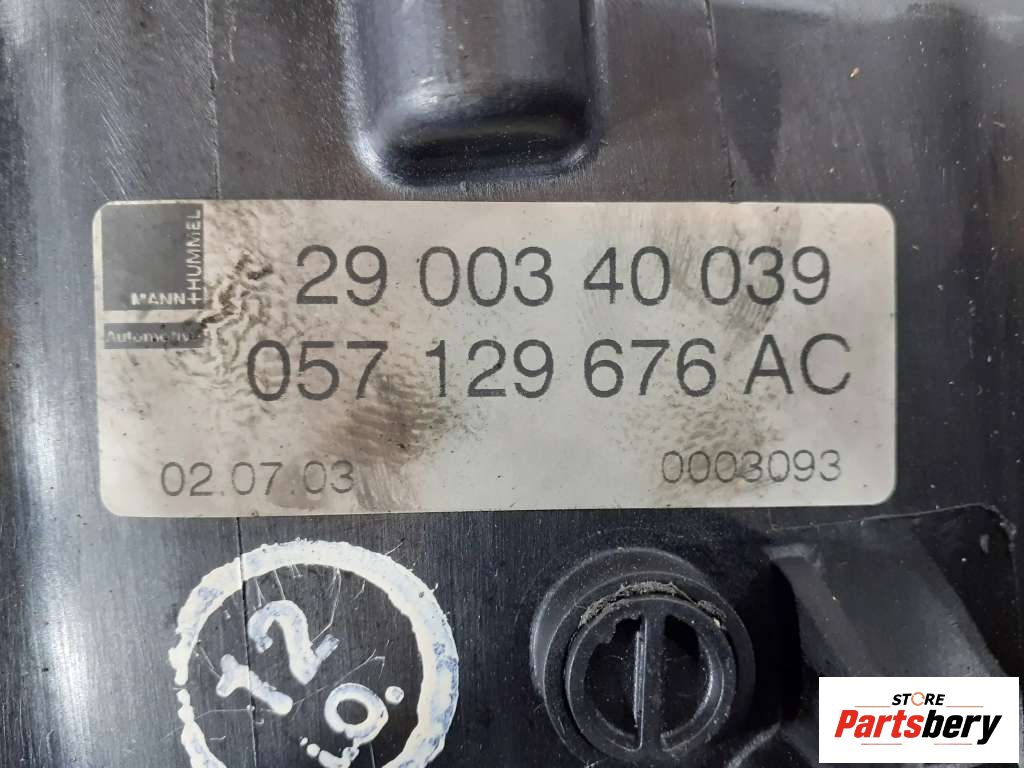 MANN
+HUMMEL
Automotive
29 003 40 039
057 129 676 AC
02.07.03
0003093
12
STORE
Partsbery